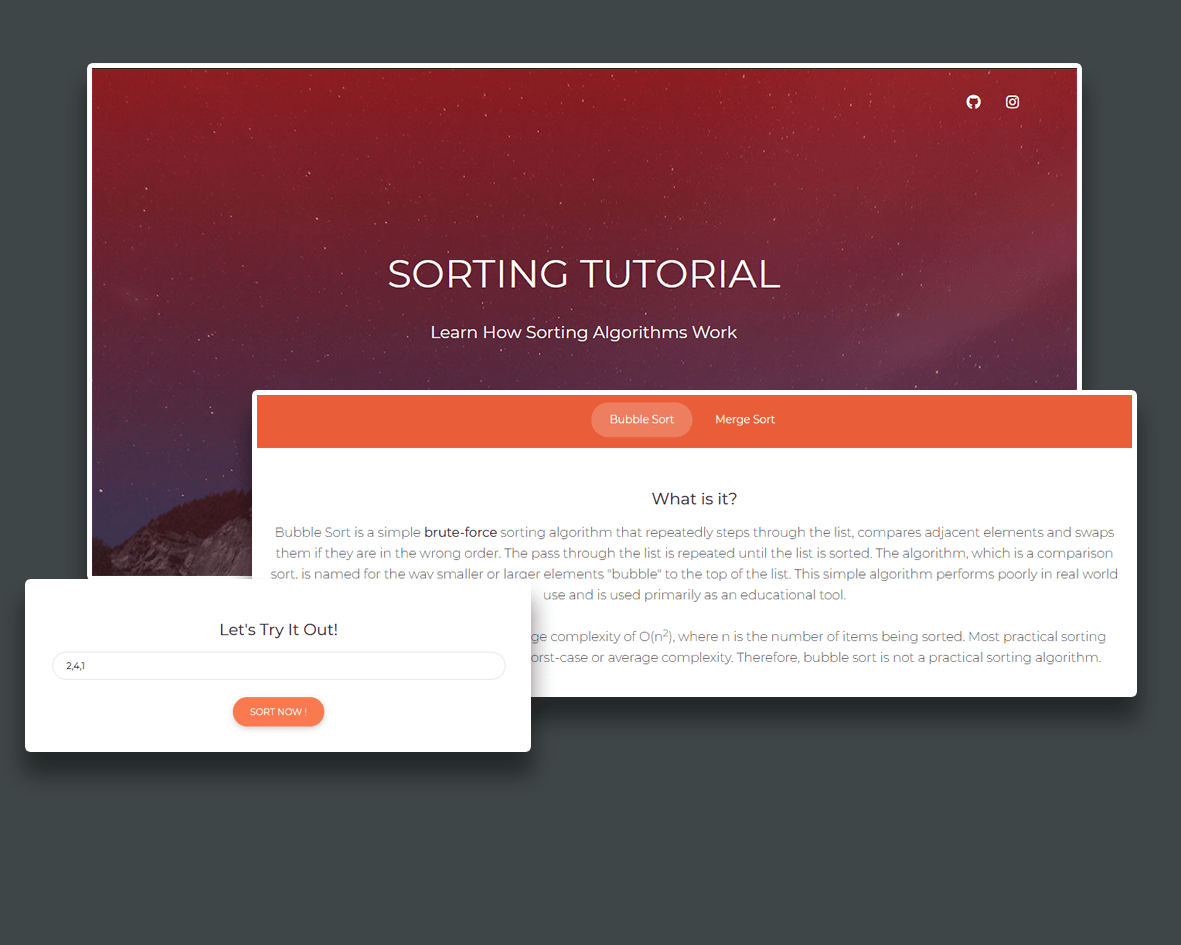 SORTING TUTORIAL
Learn How Sorting Algorithms Work
Bubble Sort Merge Sort
What is it?
Bubble Sort is a simple brute-force sorting algorithm that repeatedly steps through the list, compares adjacent elements and swaps
them if they are in the wrong order. The pass through the list is repeated until the list is sorted. The algorithm, which is a comparison
sort, is named for the way smaller or larger elements "bubble" to the top of the list. This simple algorithm performs poorly in real world
use and is used primarily as an educational tool.
complexity of O(n²), where n is the number of items being sorted. Most practical sorting
or average complexity. Therefore, bubble sort is not a practical sorting algorithm.
Let's Try It Out!
2,4,1
SORT NOW !